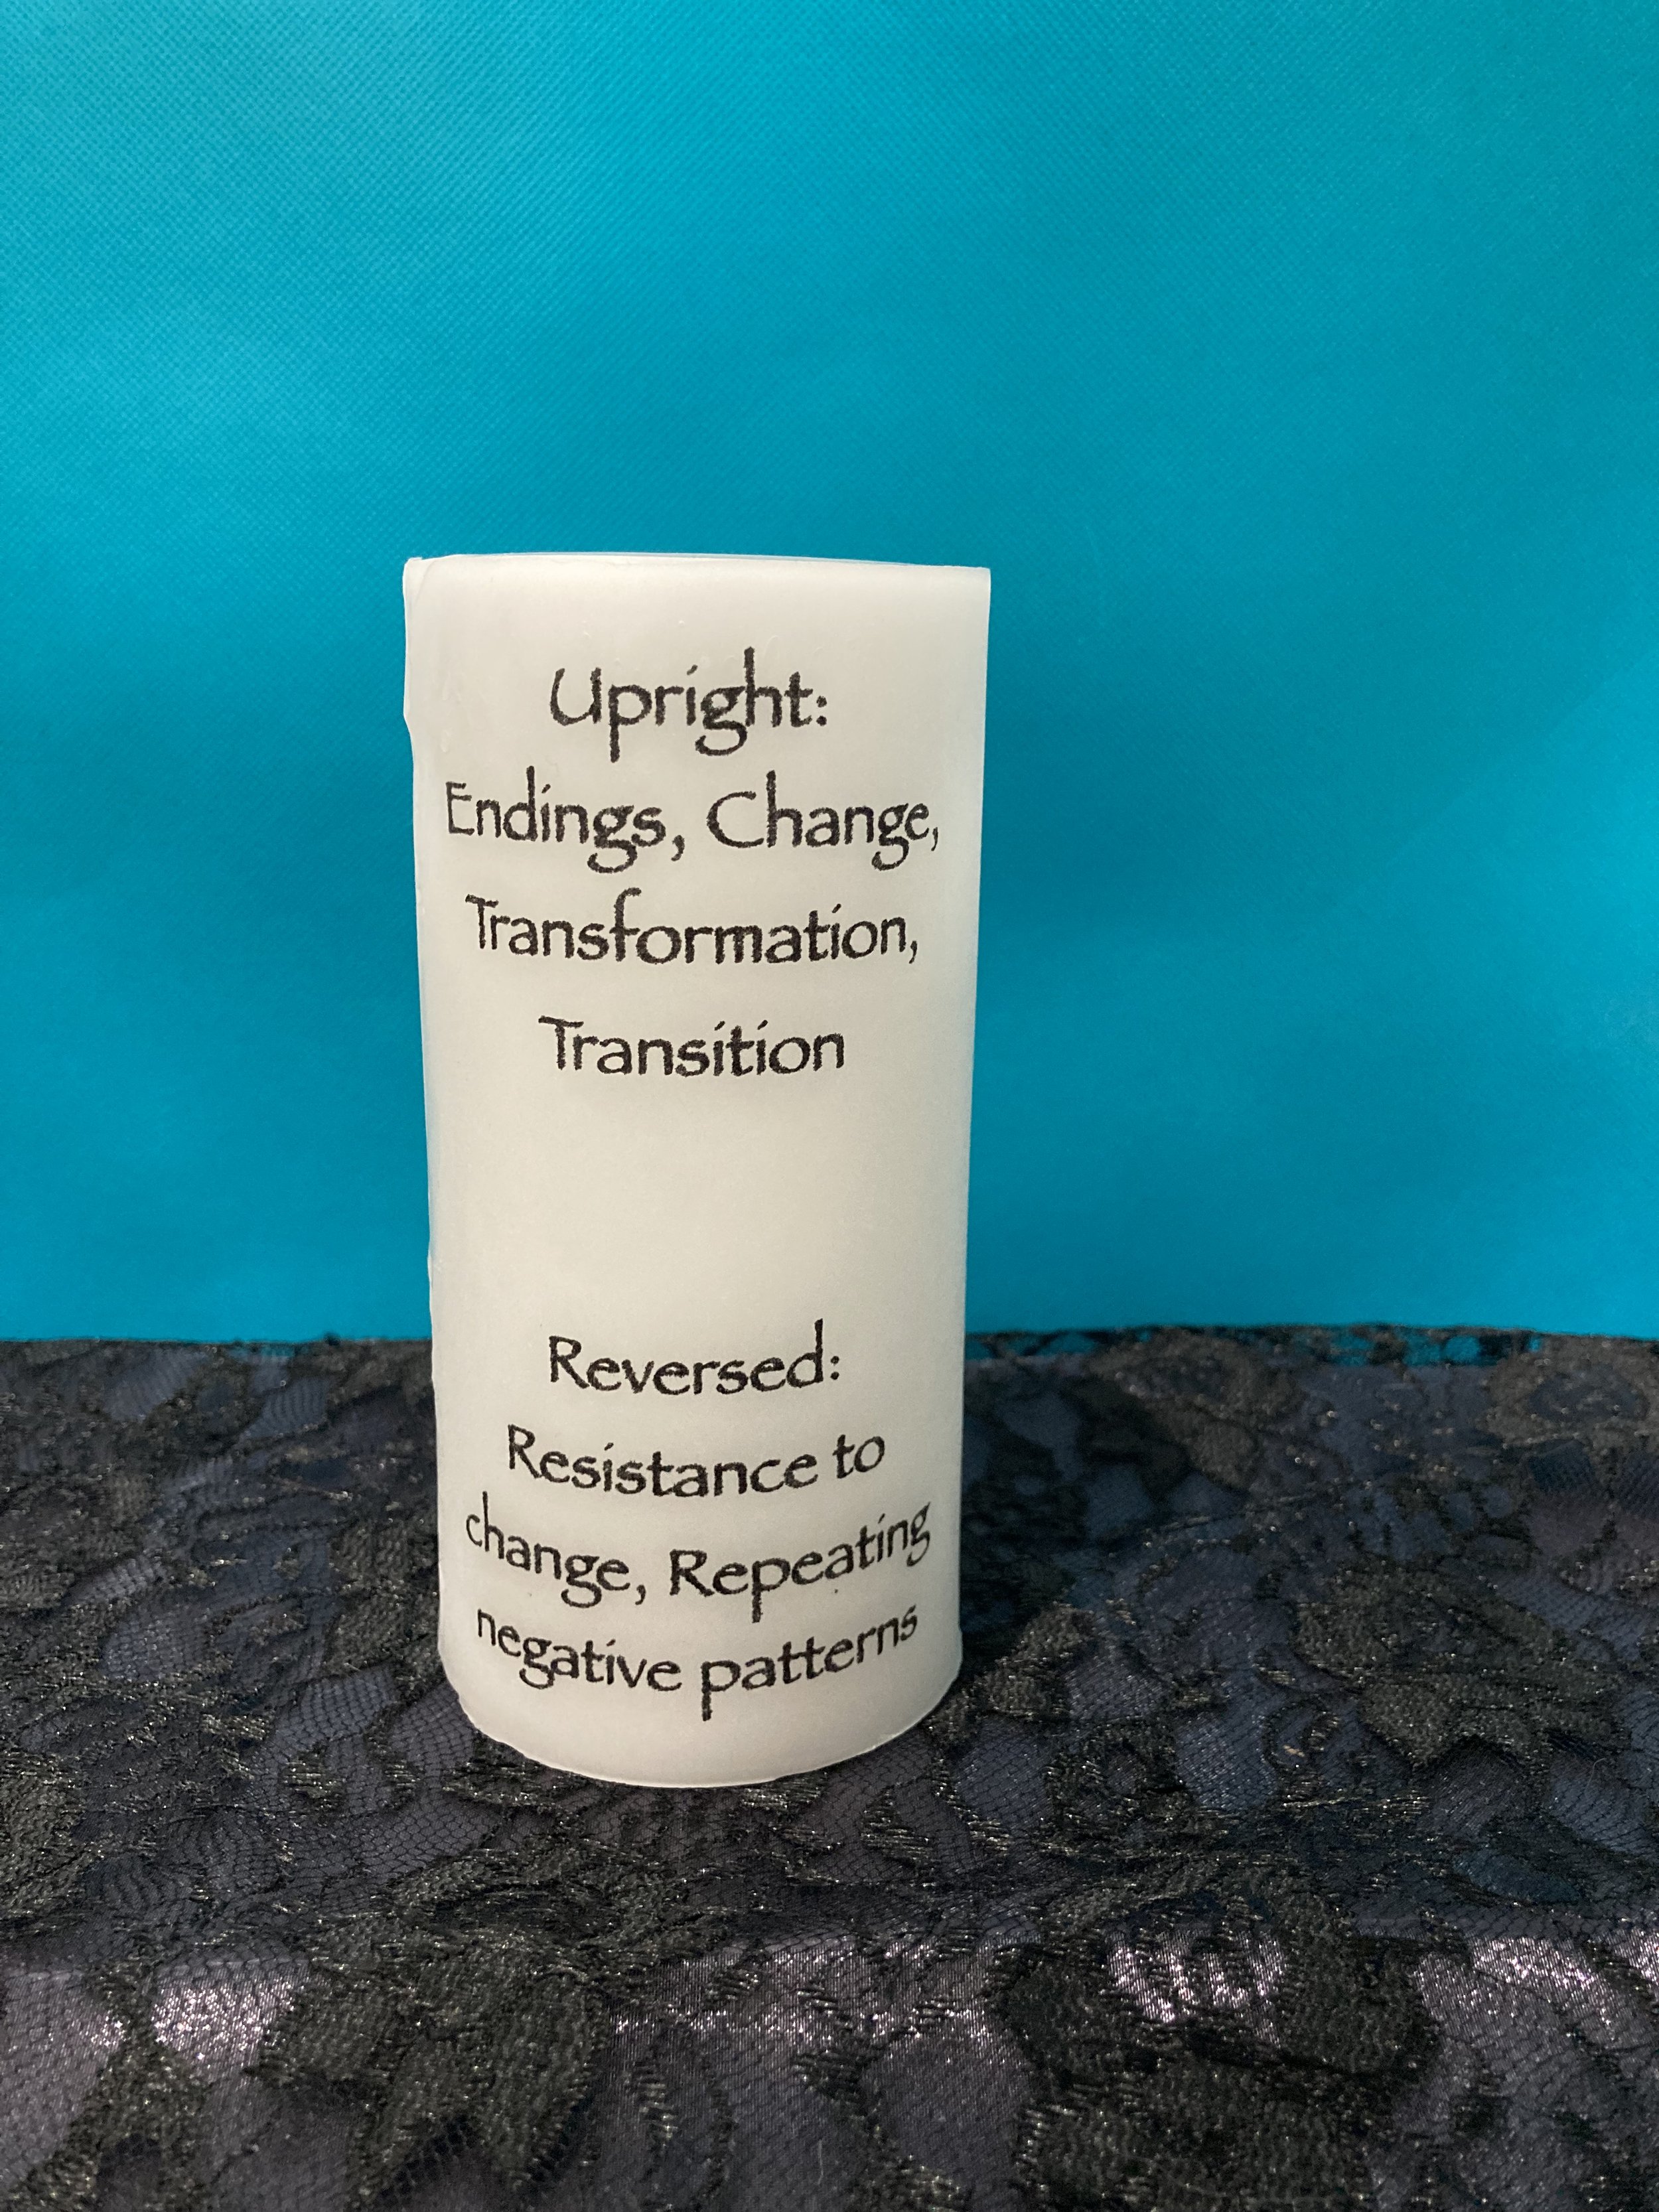 Upright:
Endings, Change,
Transformation,
Transition
Reversed:
Resistance to
change, Repeating
negative patterns